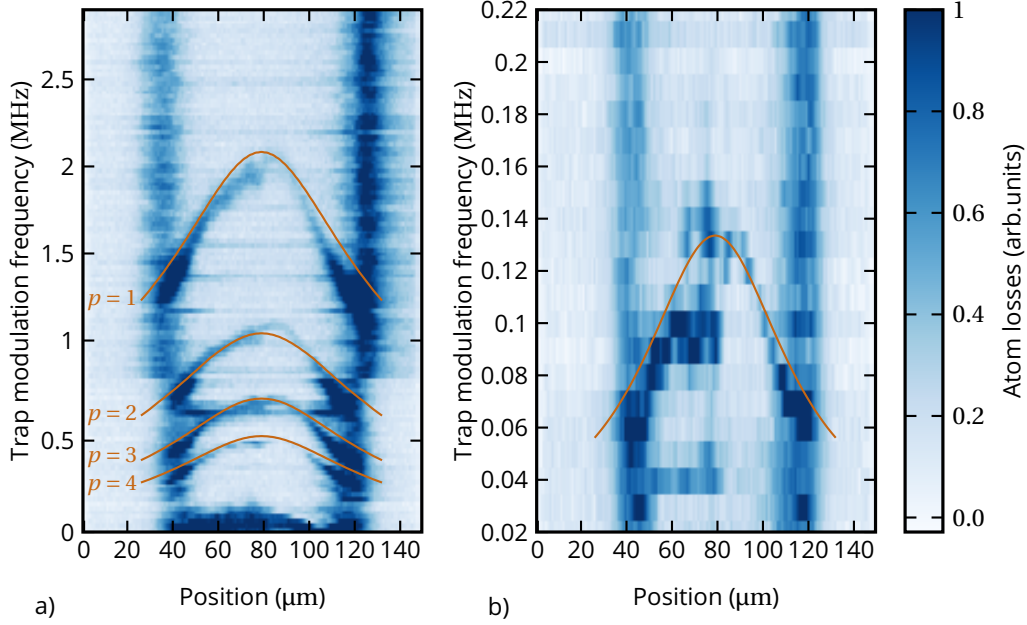 Trap modulation frequency (MHz)
2.5
2
1.5
1
0.5
0
p = 1
p = 2
p = 3
p = 4
0 20 40 60 80 100 120 140
Position (μm)
a)
Trap modulation frequency (MHz)
0.22
0.2
0.18
0.16
0.14
0.12
0.1
0.08
0.06
0.04
0.02
0 20 40 60 80 100 120 140
Position (μm)
b)
1
0.8
0.6
0.4
0.2
0.0
Atom losses (arb.units)